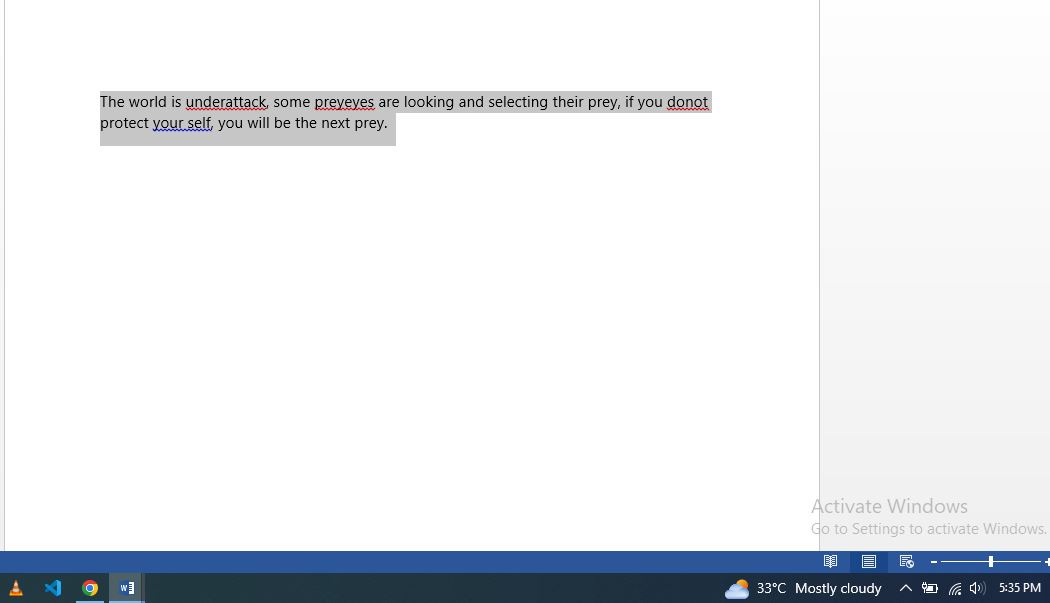 The world is underattack, some preyeyes are looking and selecting their prey, if you donot
protect your self, you will be the next prey.
Activate Windows
Go to Settings to activate Windows.
33°C Mostly cloudy 5:35 PM